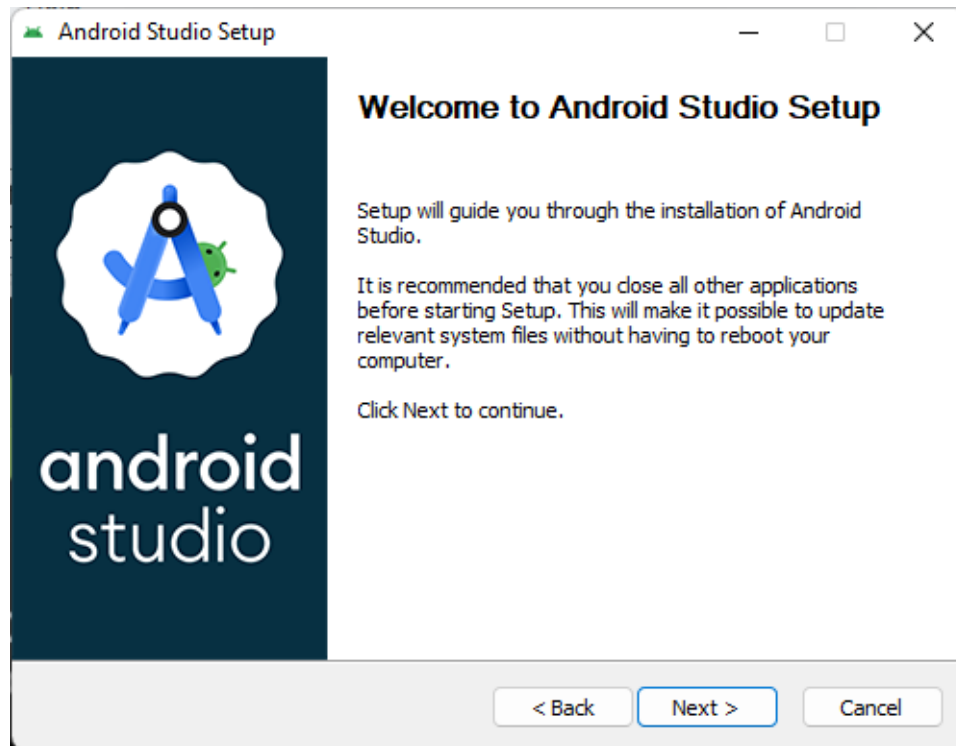 Android Studio Setup
Welcome to Android Studio Setup
Setup will guide you through the installation of Android
Studio.
It is recommended that you close all other applications
before starting Setup. This will make it possible to update
relevant system files without having to reboot your
computer.
Click Next to continue.
android
studio
< Back
Next >
Cancel